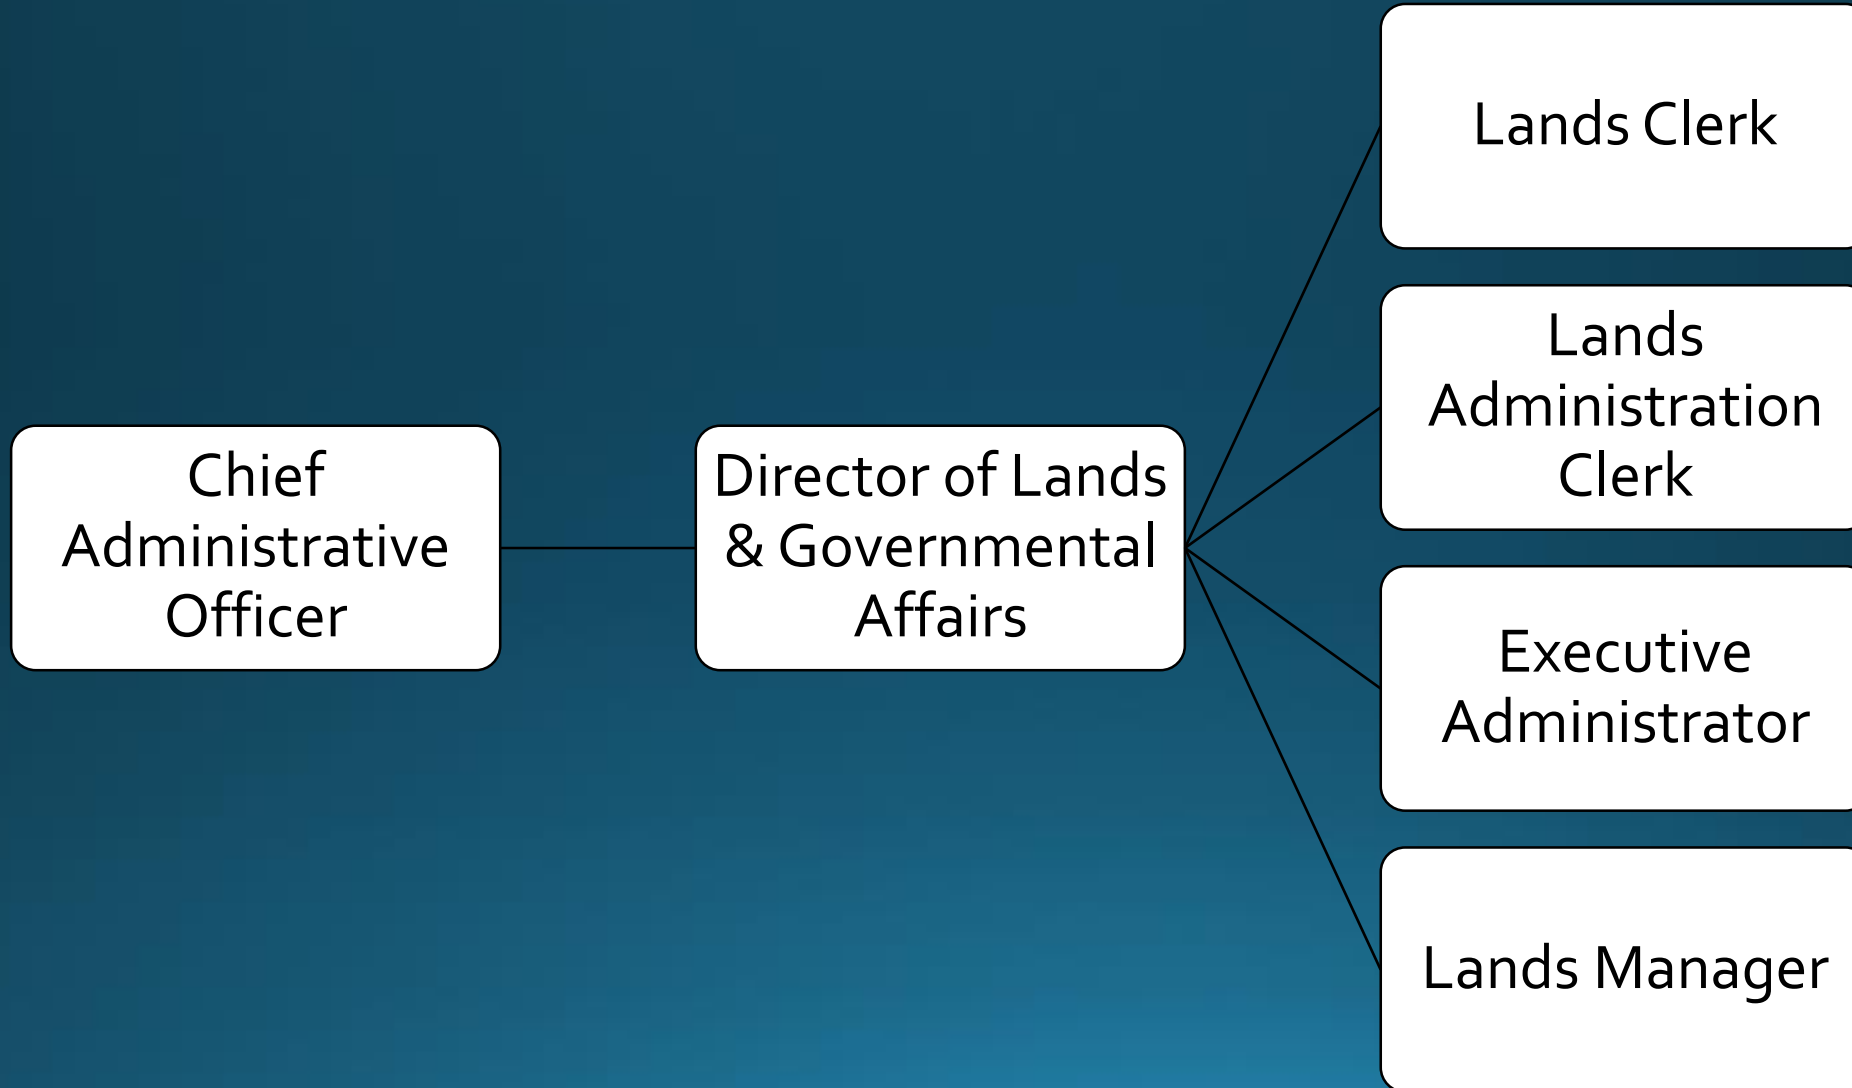 Chief
Administrative
Officer
Director of Lands
& Governmental
Affairs
Lands Clerk
Lands
Administration
Clerk
Executive
Administrator
Lands Manager